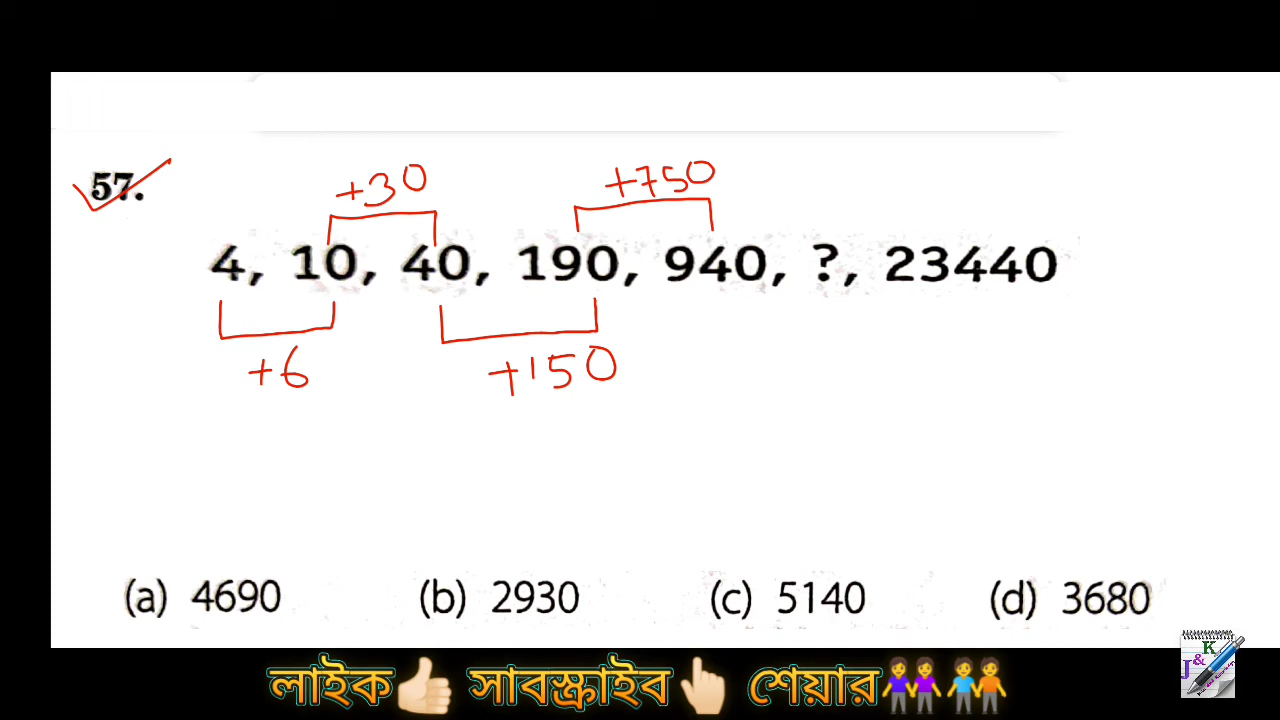 57.
+30 +750
4, 10, 40, 190, 940, ?, 23440
+6 +150
(a) 4690 (b) 2930 (c) 5140 (d) 3680
লাইক👍🏻 সাবস্ক্রাইব👆🏻 শেয়ার👭🧑‍🤝‍🧑
J&K